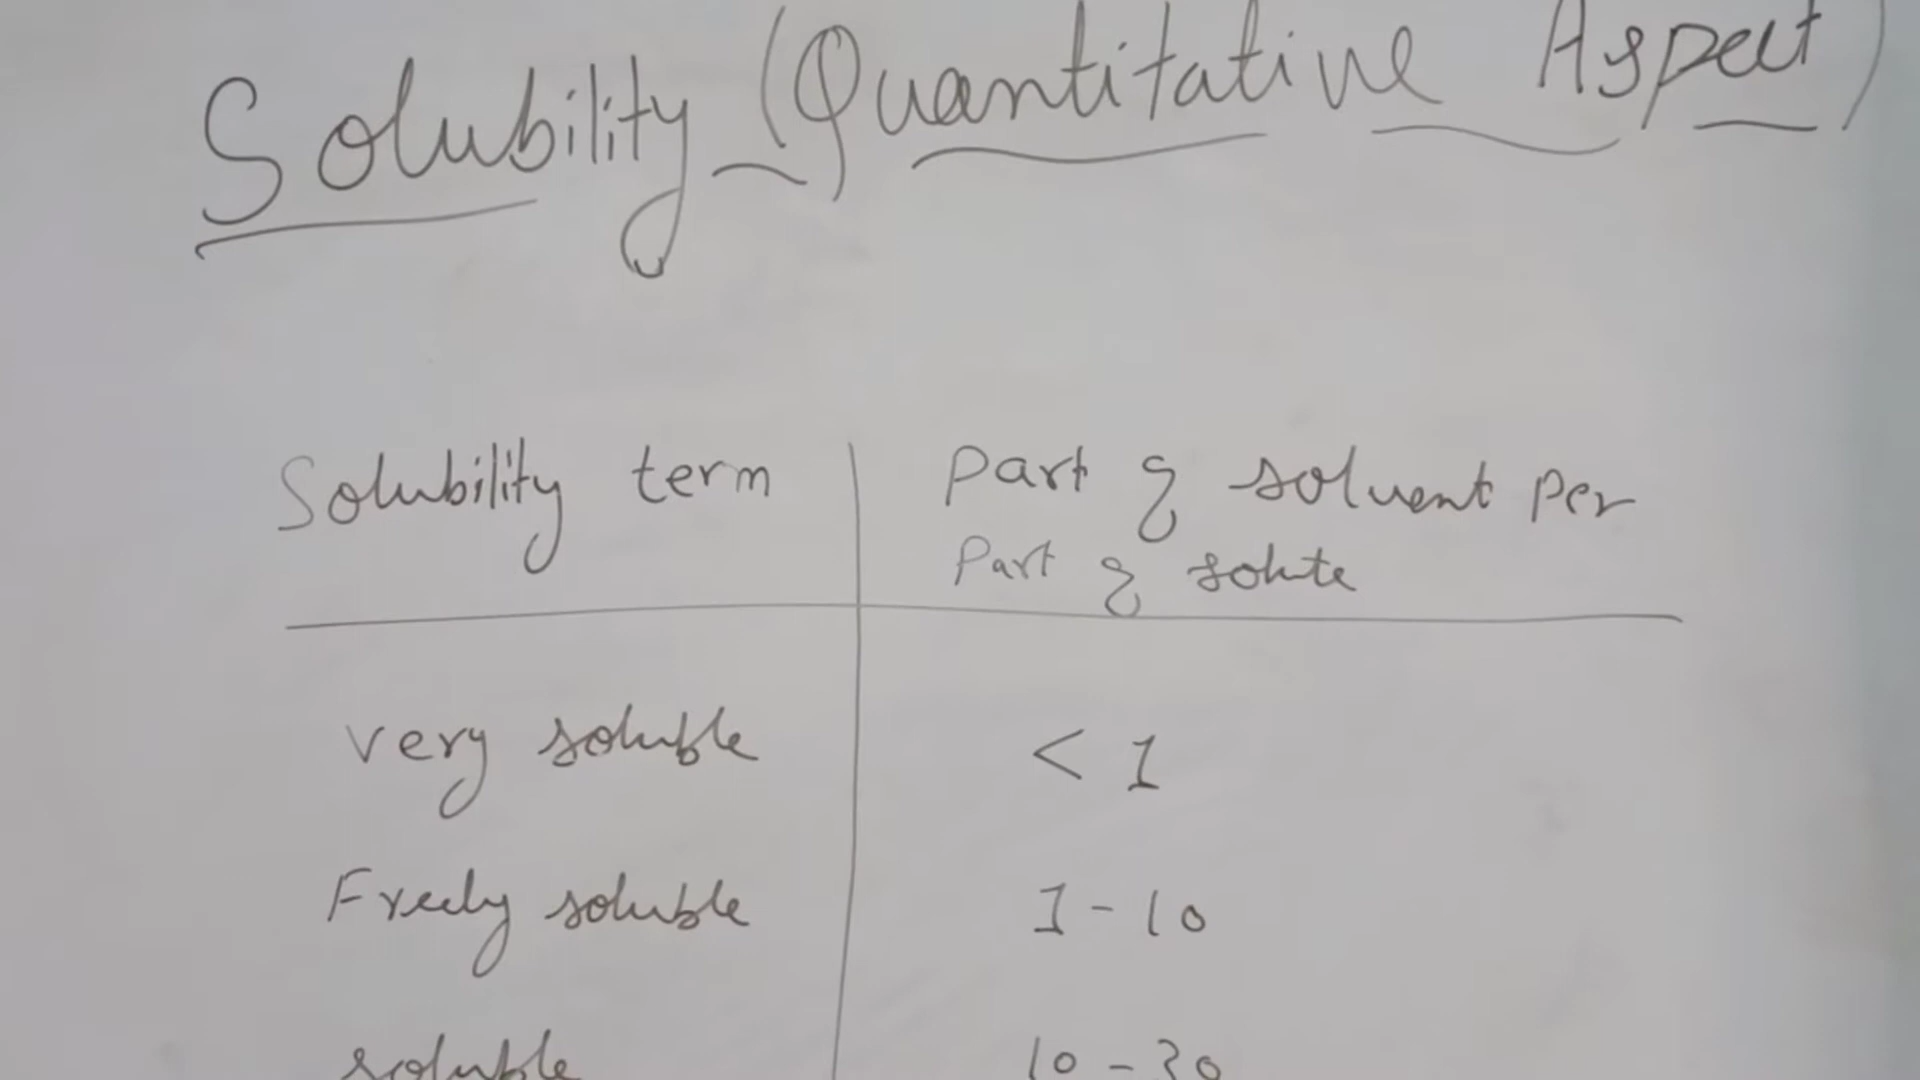 Solubility (Quantitative Aspect)
Solubility term
Part of solvent per
Part of solute
very soluble
< 1
Freely soluble
1 - 10
soluble
10 - 30